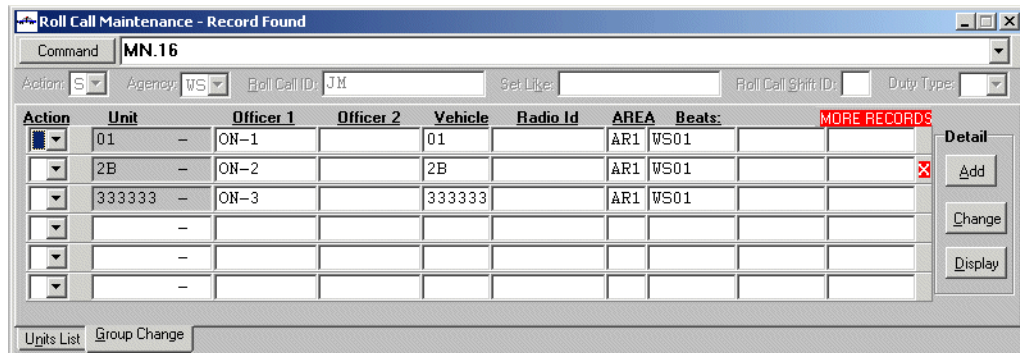 Roll Call Maintenance - Record Found
Command MN.16
Action: S Agency: WS Roll Call ID: JM Set Like: Roll Call Shift ID: Duty Type:
Action Unit Officer 1 Officer 2 Vehicle Radio Id AREA Beats: MORE RECORDS
Detail
01 – ON–1 01 AR1 WS01
2B – ON–2 2B AR1 WS01
Add
333333 – ON–3 333333 AR1 WS01
Change
–
–
Display
–
Units List Group Change